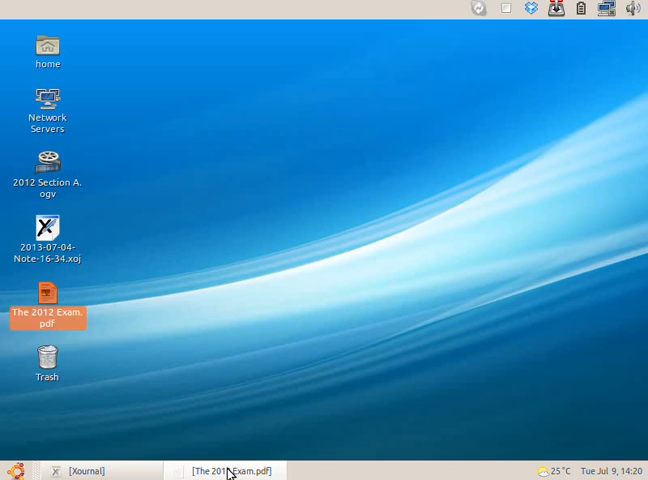 home
Network
Servers
2012 Section A.
ogv
2013-07-04-
Note-16-34.xoj
The 2012 Exam.
pdf
Trash
[Xournal]
[The 2012 Exam.pdf]
25 °C
Tue Jul 9, 14:20